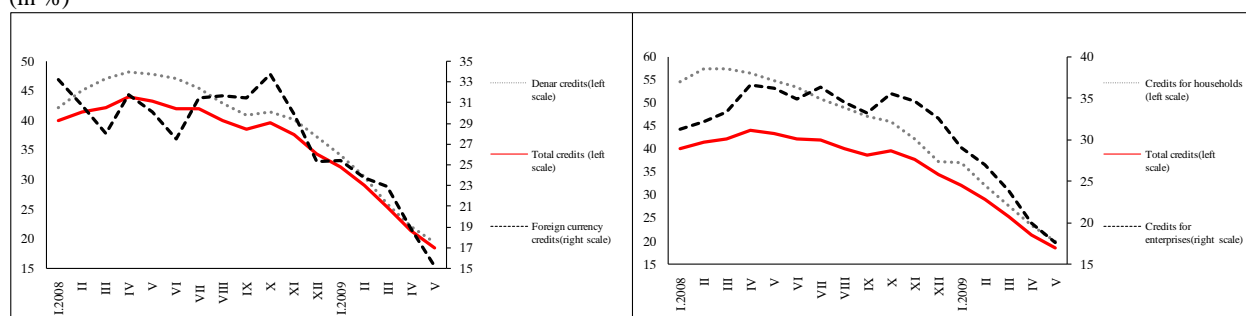 (in %)
50
45
40
35
30
25
20
15
35
33
31
29
27
25
23
21
19
17
15
I.2008
II
III
IV
V
VI
VII
VIII
IX
X
XI
XII
I.2009
II
III
IV
V
Denar credits(left
scale)
Total credits (left
scale)
Foreign currency
credits(right scale)
60
55
50
45
40
35
30
25
20
15
40
35
30
25
20
15
I.2008
II
III
IV
V
VI
VII
VIII
IX
X
XI
XII
I.2009
II
III
IV
V
Credits for households
(left scale)
Total credits(left
scale)
Credits for
enterprises(right scale)